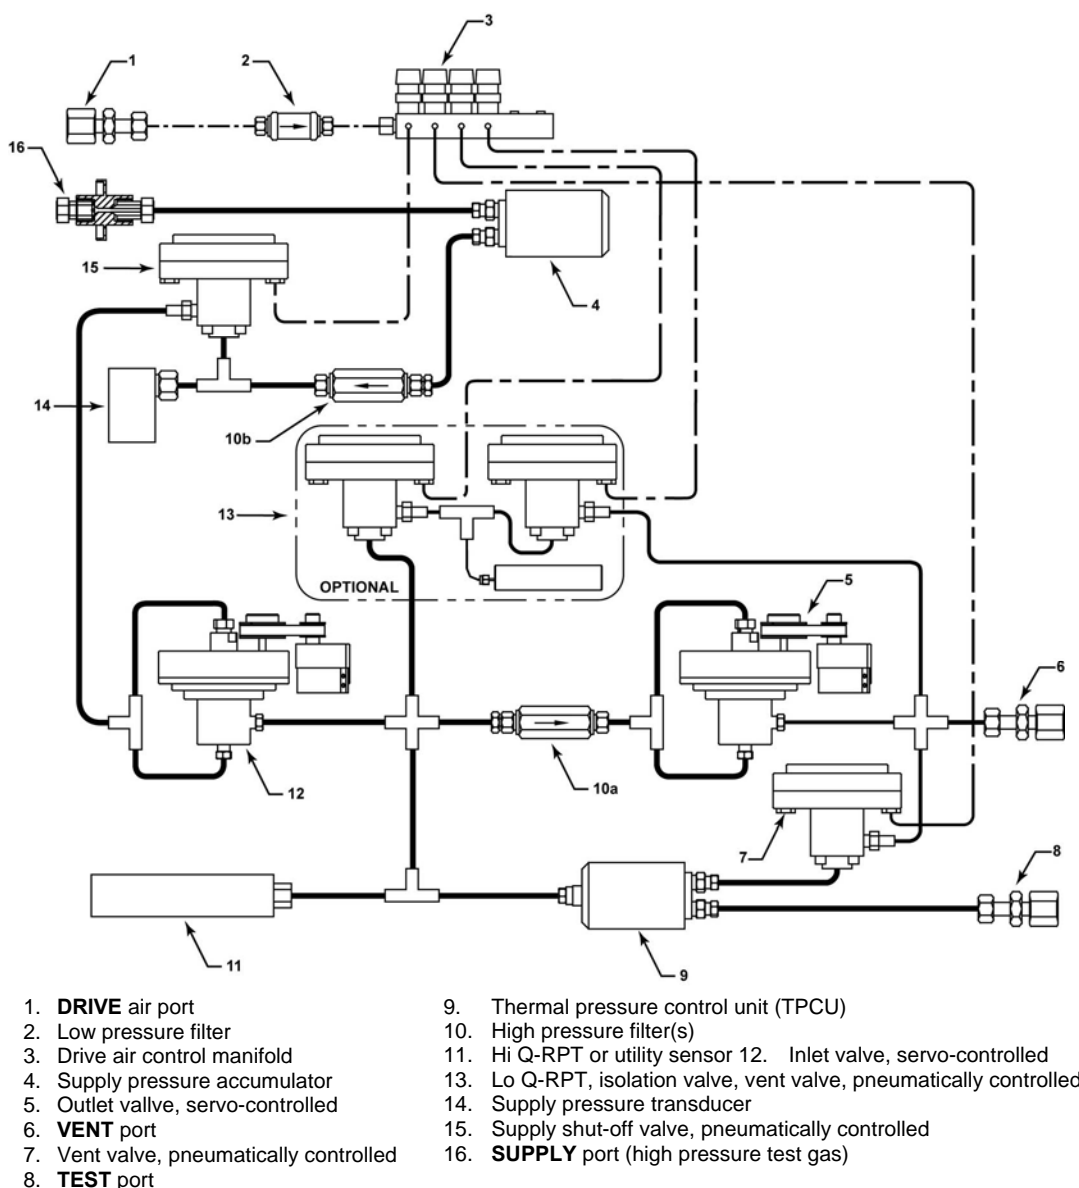 1
2
3
16
15
4
14
10b
13
OPTIONAL
5
6
12
10a
7
8
11
9
1. DRIVE air port
2. Low pressure filter
3. Drive air control manifold
4. Supply pressure accumulator
5. Outlet vallve, servo-controlled
6. VENT port
7. Vent valve, pneumatically controlled
8. TEST port
9. Thermal pressure control unit (TPCU)
10. High pressure filter(s)
11. Hi Q-RPT or utility sensor 12. Inlet valve, servo-controlled
13. Lo Q-RPT, isolation valve, vent valve, pneumatically controlled
14. Supply pressure transducer
15. Supply shut-off valve, pneumatically controlled
16. SUPPLY port (high pressure test gas)